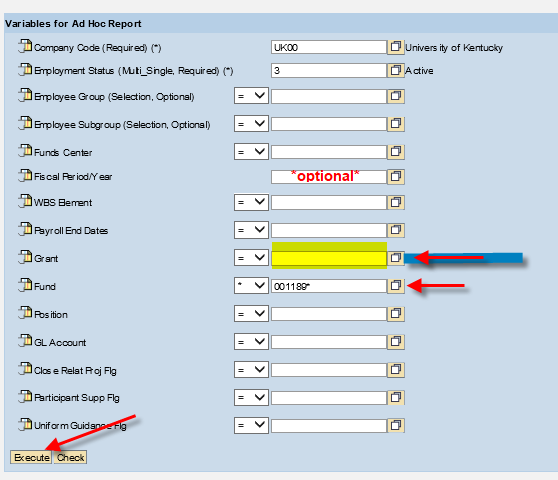 Variables for Ad Hoc Report
Company Code (Required) (*) UK00 University of Kentucky
Employment Status (Multi_Single, Required) (*) 3 Active
Employee Group (Selection, Optional) =
Employee Subgroup (Selection, Optional) =
Funds Center =
Fiscal Period/Year *optional*
WBS Element =
Payroll End Dates =
Grant =
Fund * 001189*
Position =
GL Account =
Close Relat Proj Flg =
Participant Supp Flg =
Uniform Guidance Flg =
Execute Check